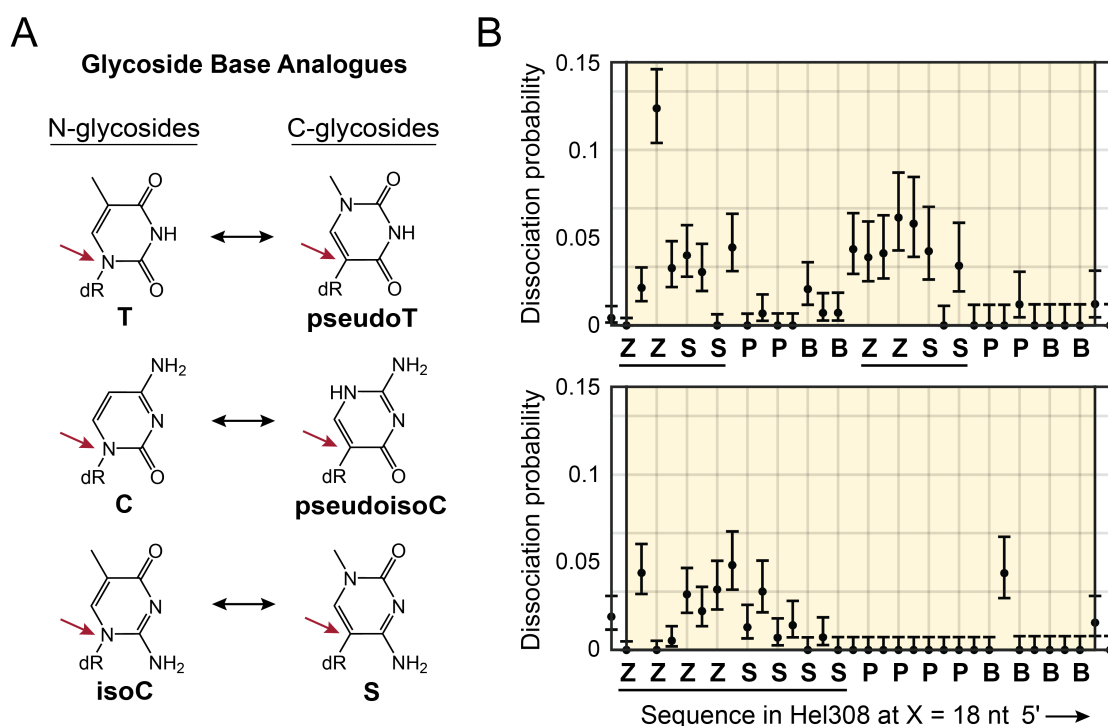 A
Glycoside Base Analogues
N-glycosides C-glycosides
O
NH
N
O
dR
T
N
O
NH
O
dR
pseudoT
NH₂
N
N
O
dR
C
HN
NH₂
N
O
dR
pseudoisoC
O
N
N
NH₂
dR
isoC
N
O
N
NH₂
dR
S
B
Dissociation probability
0.15
0.1
0.05
0
Z Z S S P P B B Z Z S S P P B B
Dissociation probability
0.15
0.1
0.05
0
Z Z Z Z S S S S P P P P B B B B
Sequence in Hel308 at X = 18 nt 5'